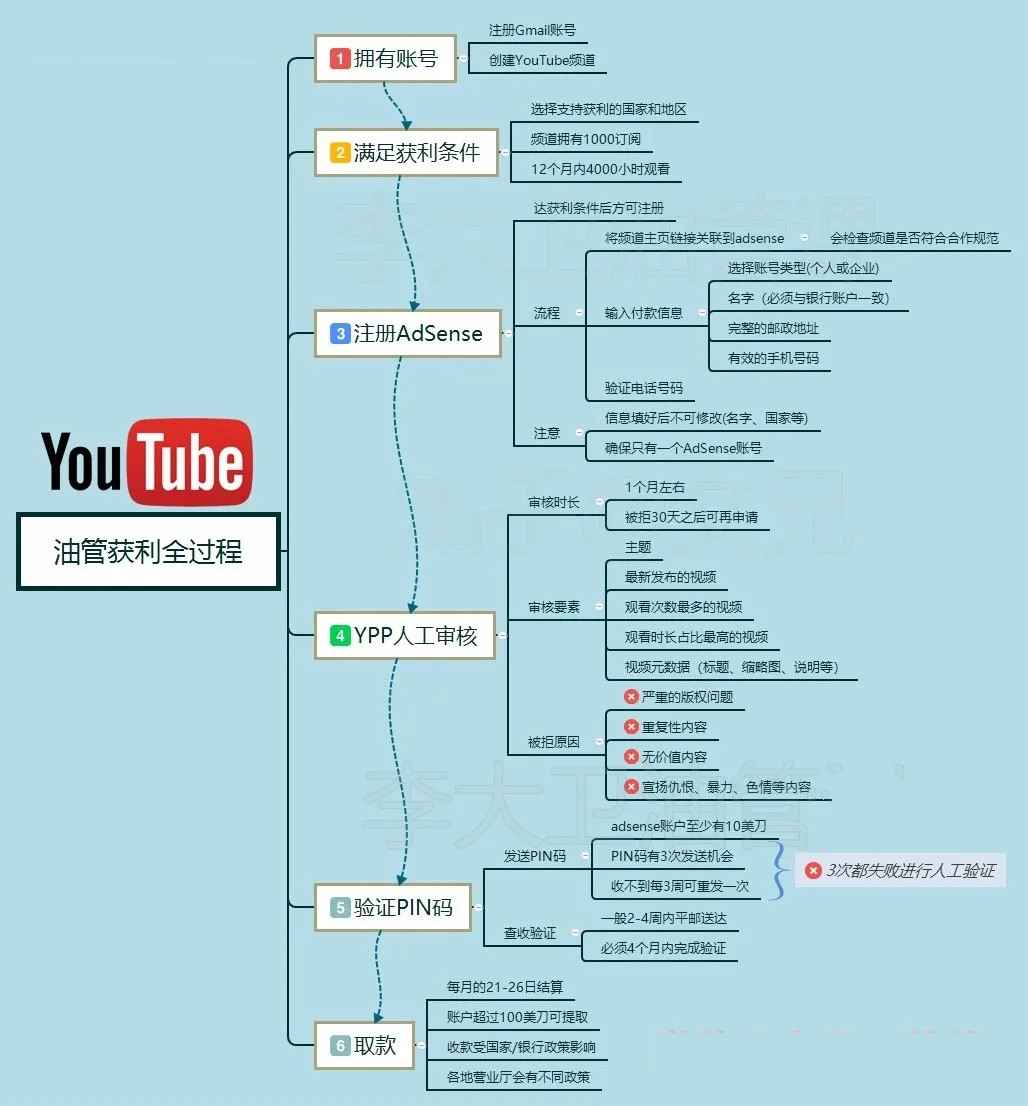 YouTube
油管获利全过程
1 拥有账号
注册Gmail账号
创建YouTube频道
2 满足获利条件
选择支持获利的国家和地区
频道拥有1000订阅
12个月内4000小时观看
3 注册AdSense
达获利条件后方可注册
流程
将频道主页链接关联到adsense
会检查频道是否符合合作规范
输入付款信息
选择账号类型(个人或企业)
名字（必须与银行账户一致）
完整的邮政地址
有效的手机号码
验证电话号码
注意
信息填好后不可修改(名字、国家等)
确保只有一个AdSense账号
4 YPP人工审核
审核时长
1个月左右
被拒30天之后可再申请
审核要素
主题
最新发布的视频
观看次数最多的视频
观看时长占比最高的视频
视频元数据（标题、缩略图、说明等）
被拒原因
严重的版权问题
重复性内容
无价值内容
宣扬仇恨、暴力、色情等内容
李大卫油管
5 验证PIN码
发送PIN码
adsense账户至少有10美刀
PIN码有3次发送机会
收不到每3周可重发一次
3次都失败进行人工验证
查收验证
一般2-4周内平邮送达
必须4个月内完成验证
6 取款
每月的21-26日结算
账户超过100美刀可提取
收款受国家/银行政策影响
各地营业厅会有不同政策